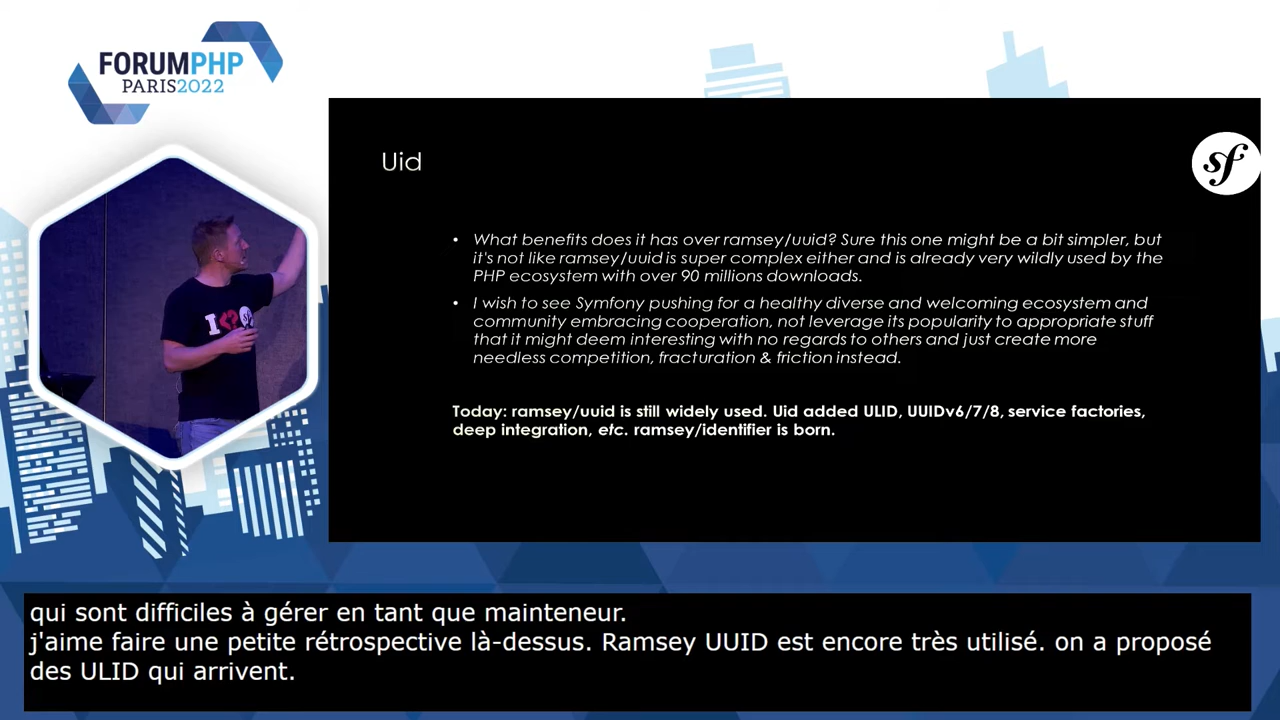 FORUMPHP
PARIS2022
Uid
sf
• What benefits does it has over ramsey/uuid? Sure this one might be a bit simpler, but
it's not like ramsey/uuid is super complex either and is already very wildly used by the
PHP ecosystem with over 90 millions downloads.
• I wish to see Symfony pushing for a healthy diverse and welcoming ecosystem and
community embracing cooperation, not leverage its popularity to appropriate stuff
that it might deem interesting with no regards to others and just create more
needless competition, fracturation & friction instead.
Today: ramsey/uuid is still widely used. Uid added ULID, UUIDv6/7/8, service factories,
deep integration, etc. ramsey/identifier is born.
I <?> sf
qui sont difficiles à gérer en tant que mainteneur.
j'aime faire une petite rétrospective là-dessus. Ramsey UUID est encore très utilisé. on a proposé
des ULID qui arrivent.